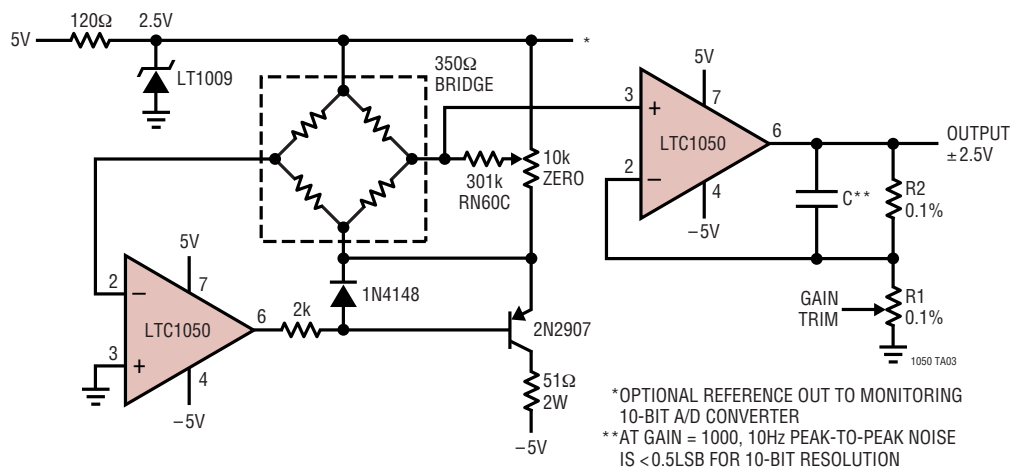 120Ω
2.5V
5V
*
LT1009
350Ω
BRIDGE
301k
RN60C
10k
ZERO
5V
7
3
+
LTC1050
6
2
–
4
–5V
OUTPUT
±2.5V
C**
R2
0.1%
GAIN
TRIM
R1
0.1%
1050 TA03
5V
7
2
–
LTC1050
6
3
+
4
–5V
2k
1N4148
2N2907
51Ω
2W
–5V
*OPTIONAL REFERENCE OUT TO MONITORING
10-BIT A/D CONVERTER
**AT GAIN = 1000, 10Hz PEAK-TO-PEAK NOISE
IS <0.5LSB FOR 10-BIT RESOLUTION